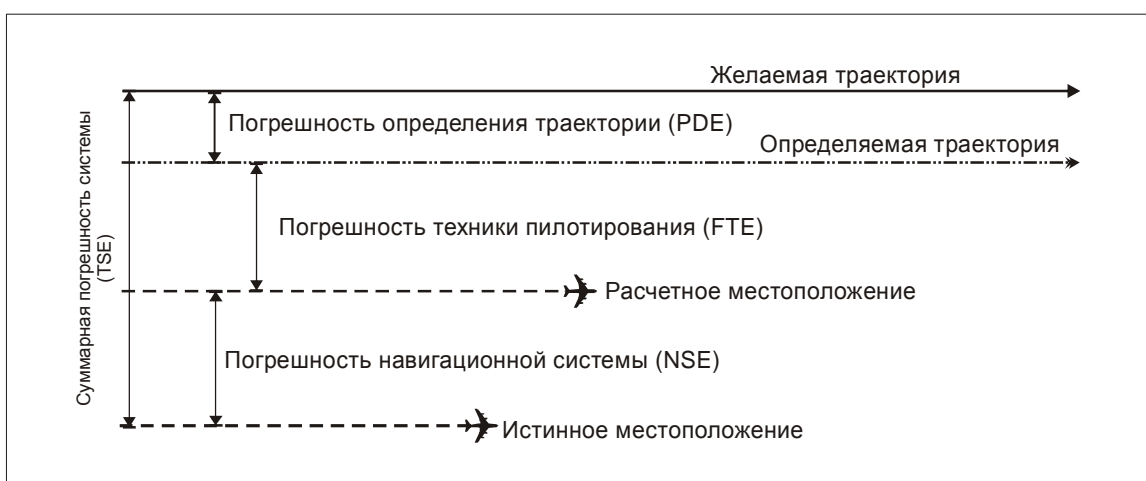 Желаемая траектория
Погрешность определения траектории (PDE)
Определяемая траектория
Суммарная погрешность системы
(TSE)
Погрешность техники пилотирования (FTE)
Расчетное местоположение
Погрешность навигационной системы (NSE)
Истинное местоположение